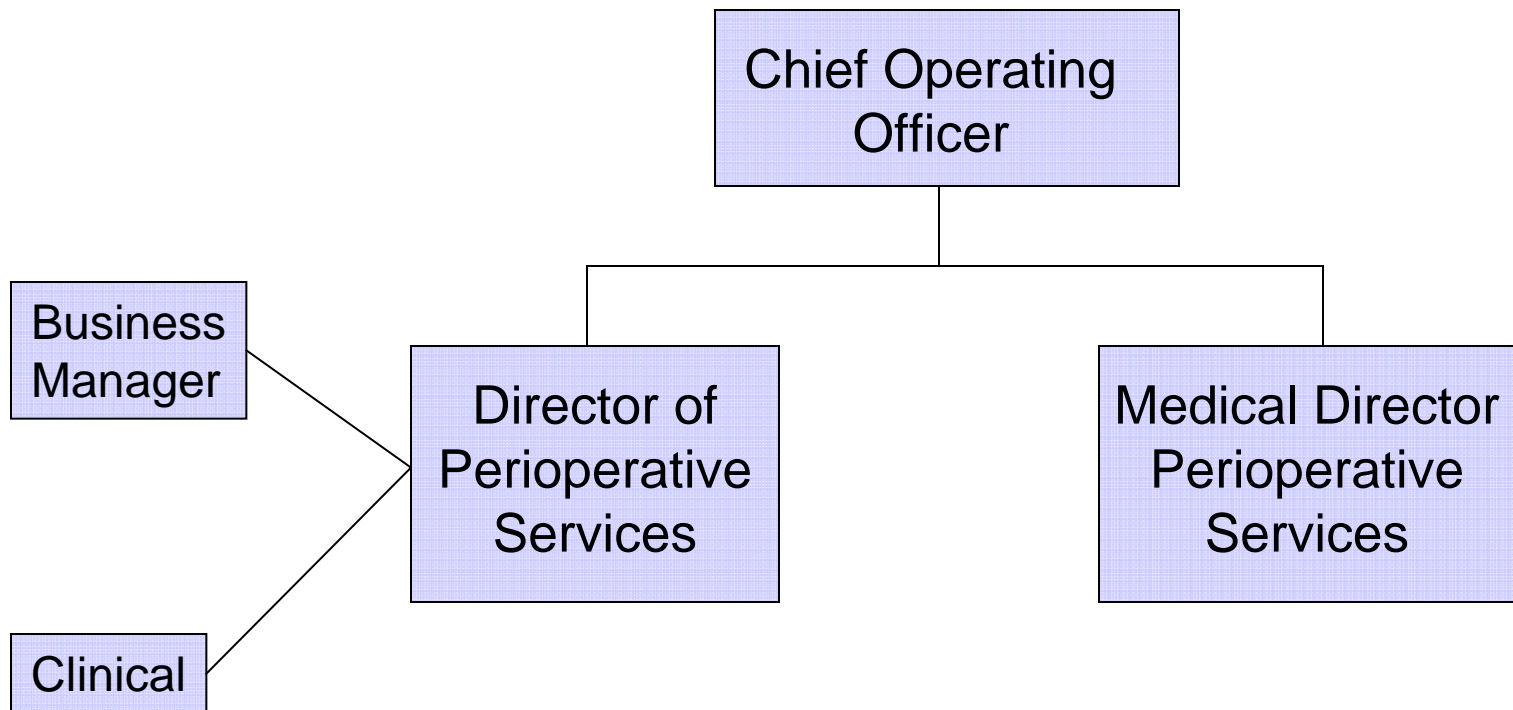 Chief Operating
Officer
Business
Manager
Director of
Perioperative
Services
Medical Director
Perioperative
Services
Clinical